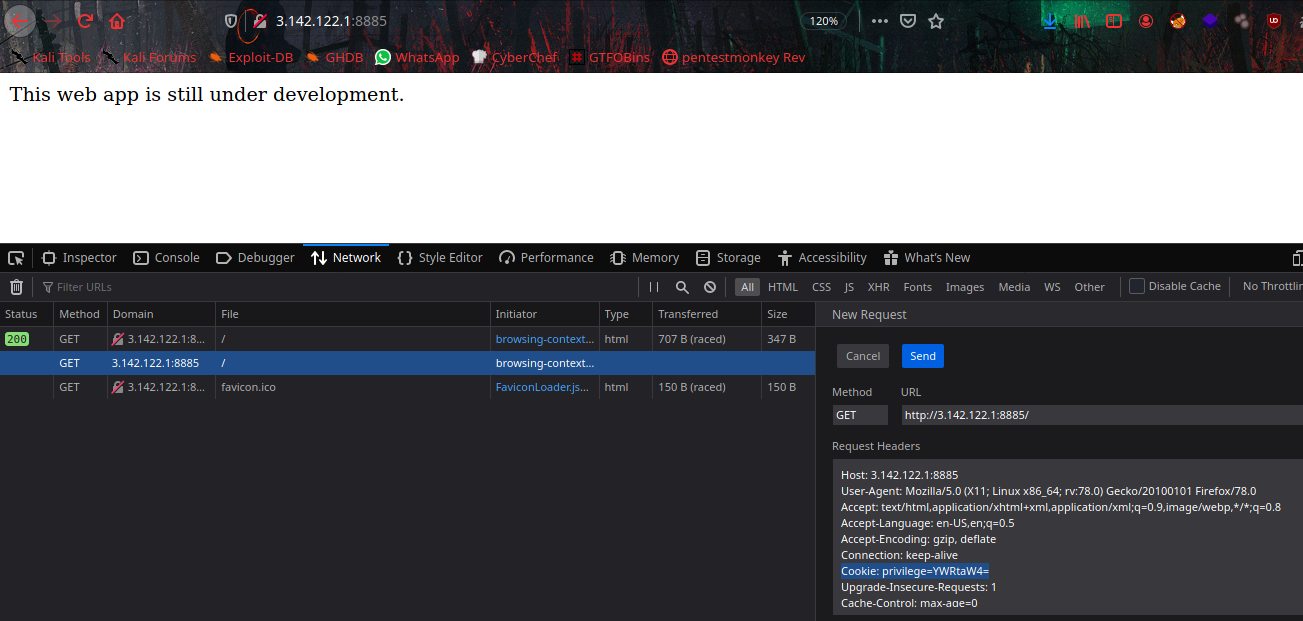 3.142.122.1:8885 120%
Kali Tools Kali Forums Exploit-DB GHDB WhatsApp CyberChef GTFOBins pentestmonkey Rev
This web app is still under development.
Inspector Console Debugger Network Style Editor Performance Memory Storage Accessibility What's New
Filter URLs All HTML CSS JS XHR Fonts Images Media WS Other Disable Cache No Throttlin
Status Method Domain File Initiator Type Transferred Size New Request
200 GET 3.142.122.1:8... / browsing-context... html 707 B (raced) 347 B
GET 3.142.122.1:8885 / browsing-context...
GET 3.142.122.1:8... favicon.ico FaviconLoader.js... html 150 B (raced) 150 B
Cancel Send
Method URL
GET http://3.142.122.1:8885/
Request Headers
Host: 3.142.122.1:8885
User-Agent: Mozilla/5.0 (X11; Linux x86_64; rv:78.0) Gecko/20100101 Firefox/78.0
Accept: text/html,application/xhtml+xml,application/xml;q=0.9,image/webp,*/*;q=0.8
Accept-Language: en-US,en;q=0.5
Accept-Encoding: gzip, deflate
Connection: keep-alive
Cookie: privilege=YWRtaW4=
Upgrade-Insecure-Requests: 1
Cache-Control: max-age=0